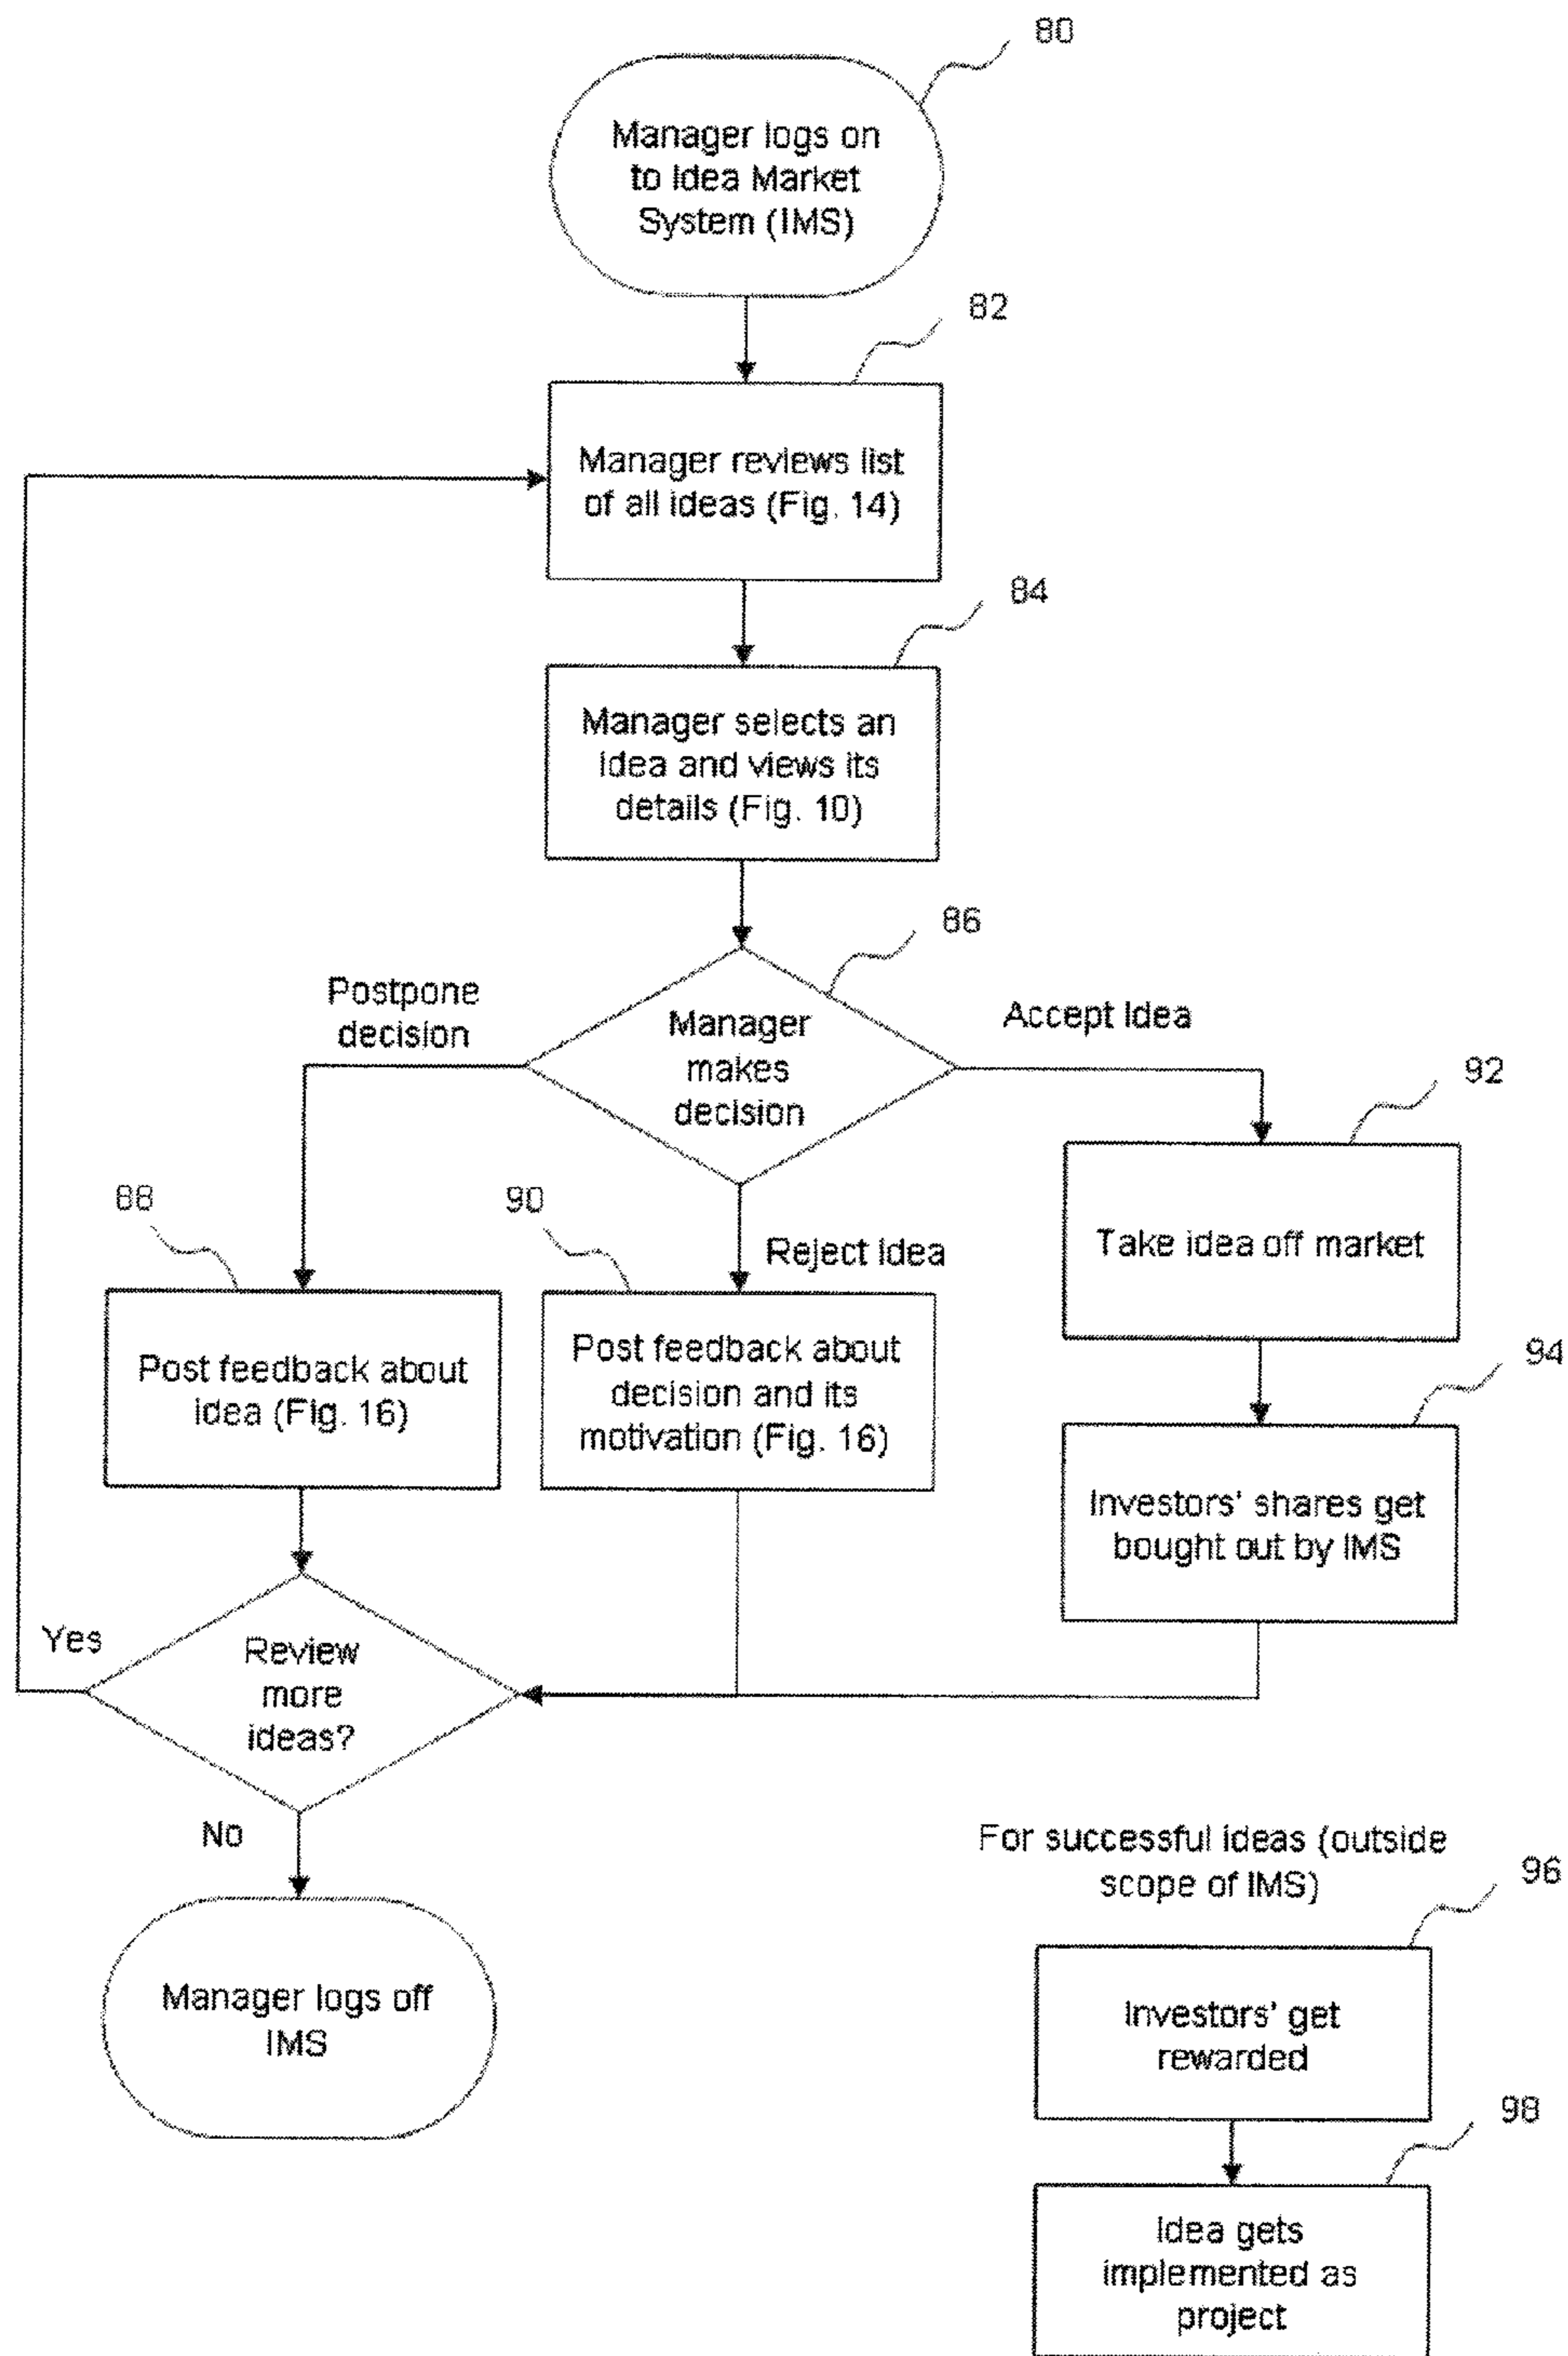 80
Manager logs on
to Idea Market
System (IMS)
82
Manager reviews list
of all ideas (Fig. 14)
84
Manager selects an
idea and views its
details (Fig. 10)
86
Postpone
decision
Manager
makes
decision
Accept Idea
92
88
90
Reject Idea
Take idea off market
Post feedback about
idea (Fig. 16)
Post feedback about
decision and its
motivation (Fig. 16)
94
Investors' shares get
bought out by IMS
Yes
Review
more
ideas?
No
For successful ideas (outside
scope of IMS)
96
Manager logs off
IMS
Investors' get
rewarded
98
Idea gets
implemented as
project